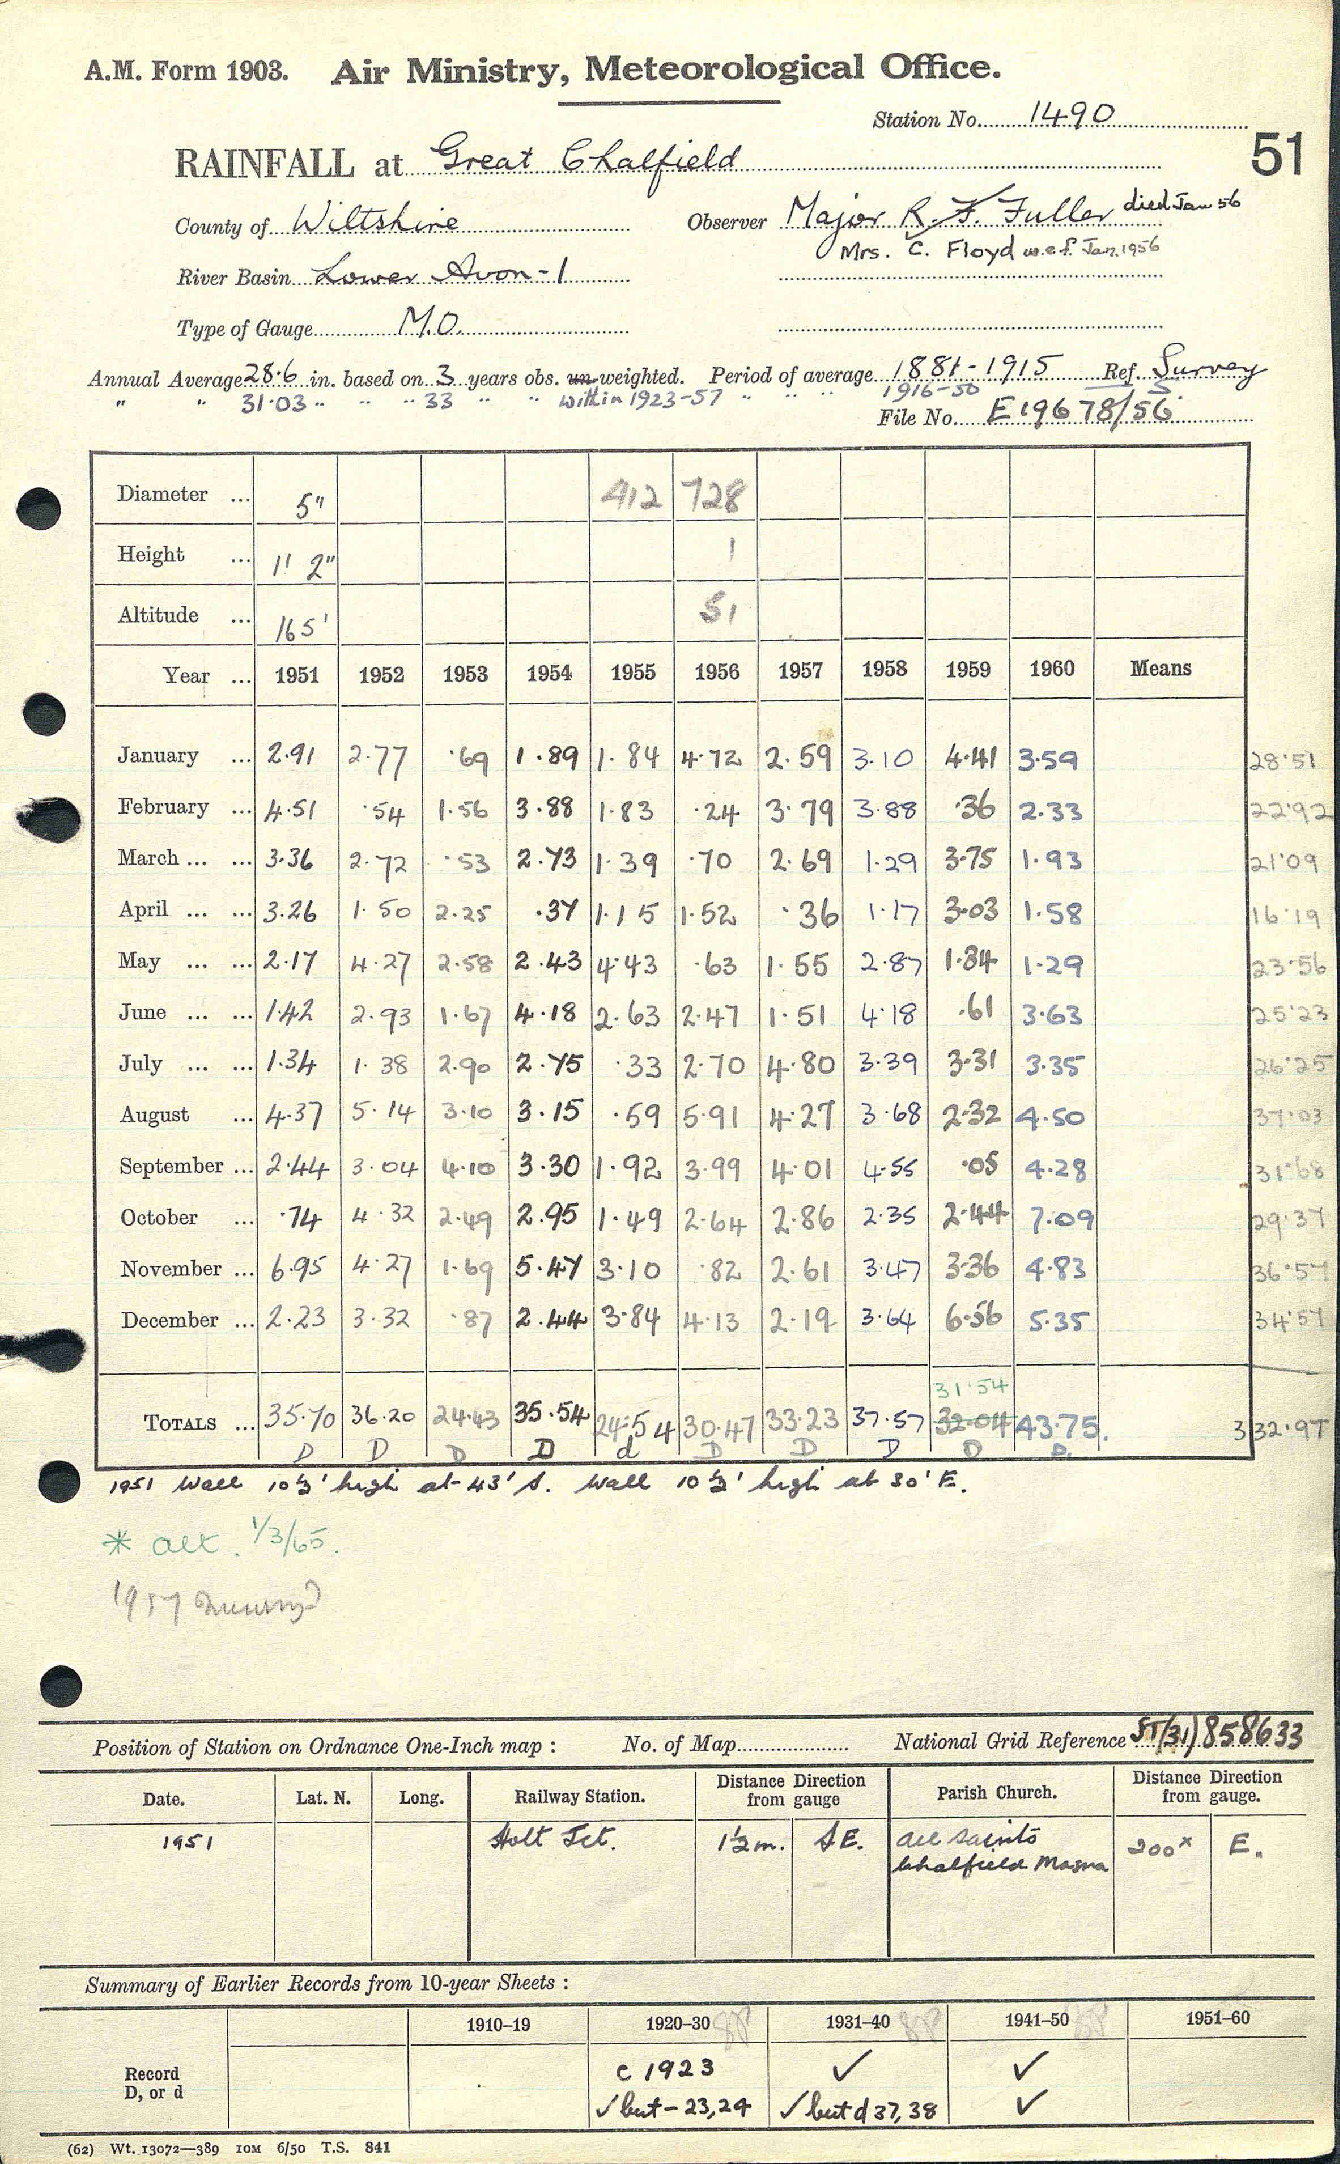 A.M. Form 1903. Air Ministry, Meteorological Office.
Station No. 1490
51
RAINFALL at Great Chalfield
County of Wiltshire Observer Major R. F. Fuller died Jan 56
Mrs. C. Floyd w.e.f. Jan. 1956
River Basin Lower Avon-1
Type of Gauge M.O.
Annual Average 28.6 in. based on 3 years obs. un-weighted. Period of average 1881-1915 Ref. Survey
" " 31.03 " " " 33 " " within 1923-57 " " " 1916-50 S.
File No. E19678/56
Diameter ... 5" 412 728
Height ... 1' 2" 1
Altitude ... 165' 51
Year ... 1951 1952 1953 1954 1955 1956 1957 1958 1959 1960 Means
January ... 2.91 2.77 .69 1.89 1.84 4.72 2.59 3.10 4.41 3.59 28.51
February ... 4.51 .54 1.56 3.88 1.83 .24 3.79 3.88 .36 2.33 22.92
March ... ... 3.36 2.72 .53 2.73 1.39 .70 2.69 1.29 3.75 1.93 21.09
April ... ... 3.26 1.50 2.25 .37 1.15 1.52 .36 1.17 3.03 1.58 16.19
May ... ... 2.17 4.27 2.58 2.43 4.43 .63 1.55 2.87 1.84 1.29 23.56
June ... ... 1.42 2.93 1.67 4.18 2.63 2.47 1.51 4.18 .61 3.63 25.23
July ... ... 1.34 1.38 2.90 2.75 .33 2.70 4.80 3.39 3.31 3.35 26.25
August ... 4.37 5.14 3.10 3.15 .59 5.91 4.27 3.68 2.32 4.50 37.03
September ... 2.44 3.04 4.10 3.30 1.92 3.99 4.01 4.55 .05 4.28 31.68
October ... .74 4.32 2.49 2.95 1.49 2.64 2.86 2.35 2.44 7.09 29.37
November ... 6.95 4.27 1.69 5.47 3.10 .82 2.61 3.47 3.36 4.83 36.57
December ... 2.23 3.32 .87 2.44 3.84 4.13 2.19 3.64 6.56 5.35 34.57
31.54
TOTALS ... 35.70 36.20 24.43 35.54 24.54 30.47 33.23 37.57 32.04 43.75. 332.97
D D D D d D D D D D.
1951 Wall 10½' high at 43' S. Wall 10½' high at 30' E.
* alt. 1/3/65.
1957
Position of Station on Ordnance One-Inch map : No. of Map National Grid Reference ST(31)858633
Date. Lat. N. Long. Railway Station. Distance Direction from gauge Parish Church. Distance Direction from gauge.
1951 Holt Jct. 1½m. SE. All Saints 200x E.
Chalfield Magna
Summary of Earlier Records from 10-year Sheets :
1910–19 1920–30 1931–40 1941–50 1951–60
Record c 1923 ✓ ✓
D, or d ✓ but - 23,24 ✓ but d 37,38 ✓
(62) Wt. 13072—389 10M 6/50 T.S. 841